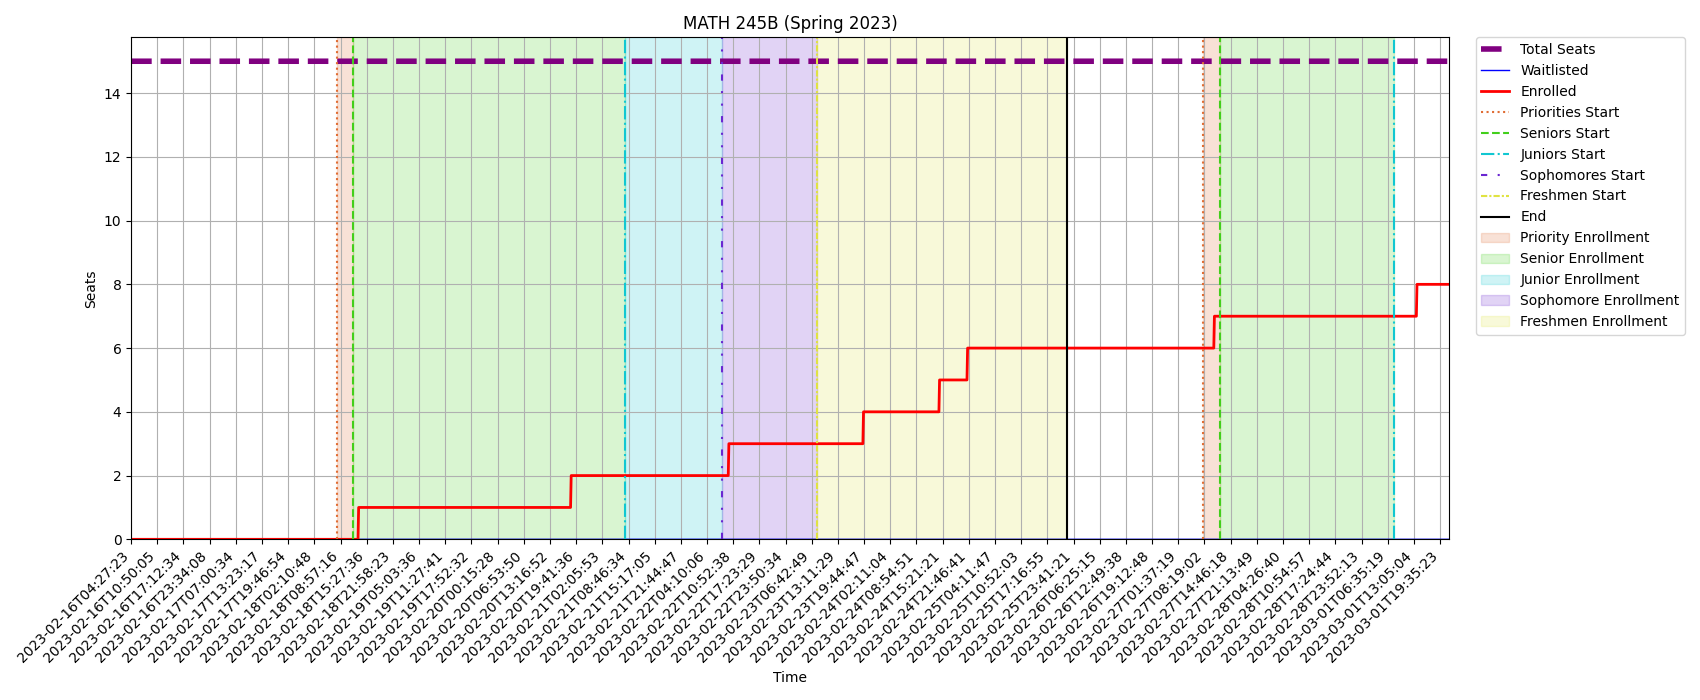 MATH 245B (Spring 2023)
Seats
14
12
10
8
6
4
2
0
2023-02-16T04:27:23
2023-02-16T10:50:05
2023-02-16T17:12:34
2023-02-16T23:34:08
2023-02-17T07:00:34
2023-02-17T13:23:17
2023-02-17T19:46:54
2023-02-18T02:10:48
2023-02-18T08:57:16
2023-02-18T15:27:36
2023-02-18T21:58:23
2023-02-19T05:03:36
2023-02-19T11:27:41
2023-02-19T17:52:32
2023-02-20T00:15:28
2023-02-20T06:53:50
2023-02-20T13:16:52
2023-02-20T19:41:36
2023-02-21T02:05:53
2023-02-21T08:46:34
2023-02-21T15:17:05
2023-02-21T21:44:47
2023-02-22T04:10:06
2023-02-22T10:52:38
2023-02-22T17:23:29
2023-02-22T23:50:34
2023-02-23T06:42:49
2023-02-23T13:11:29
2023-02-23T19:44:47
2023-02-24T02:11:04
2023-02-24T08:54:51
2023-02-24T15:21:21
2023-02-24T21:46:41
2023-02-25T04:11:47
2023-02-25T10:52:03
2023-02-25T17:16:55
2023-02-25T23:41:21
2023-02-26T06:25:15
2023-02-26T12:49:38
2023-02-26T19:12:48
2023-02-27T01:37:19
2023-02-27T08:19:02
2023-02-27T14:46:18
2023-02-27T21:13:49
2023-02-28T04:26:40
2023-02-28T10:54:57
2023-02-28T17:24:44
2023-02-28T23:52:13
2023-03-01T06:35:19
2023-03-01T13:05:04
2023-03-01T19:35:23
Time
Total Seats
Waitlisted
Enrolled
Priorities Start
Seniors Start
Juniors Start
Sophomores Start
Freshmen Start
End
Priority Enrollment
Senior Enrollment
Junior Enrollment
Sophomore Enrollment
Freshmen Enrollment